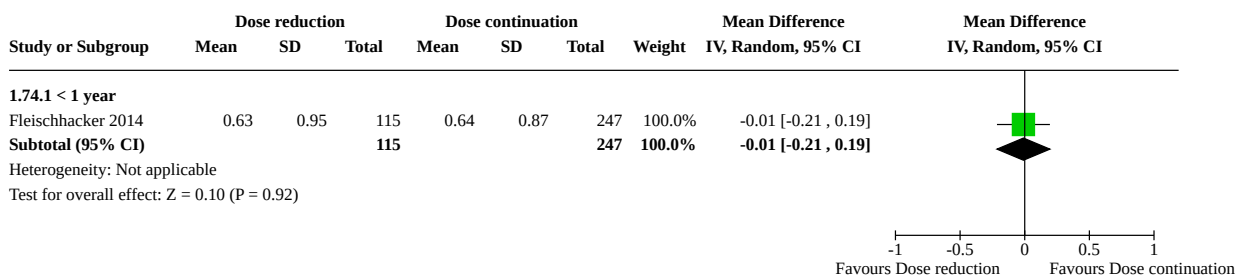 Dose reduction Dose continuation Mean Difference Mean Difference
Study or Subgroup Mean SD Total Mean SD Total Weight IV, Random, 95% CI IV, Random, 95% CI
1.74.1 < 1 year
Fleischhacker 2014 0.63 0.95 115 0.64 0.87 247 100.0% -0.01 [-0.21 , 0.19]
Subtotal (95% CI) 115 247 100.0% -0.01 [-0.21 , 0.19]
Heterogeneity: Not applicable
Test for overall effect: Z = 0.10 (P = 0.92)
-1 -0.5 0 0.5 1
Favours Dose reduction Favours Dose continuation